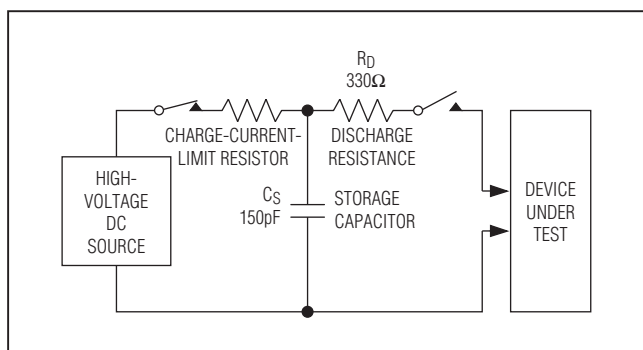 R_D
330Ω
CHARGE-CURRENT-
LIMIT RESISTOR
DISCHARGE
RESISTANCE
HIGH-
VOLTAGE
DC
SOURCE
C_S
150pF
STORAGE
CAPACITOR
DEVICE
UNDER
TEST